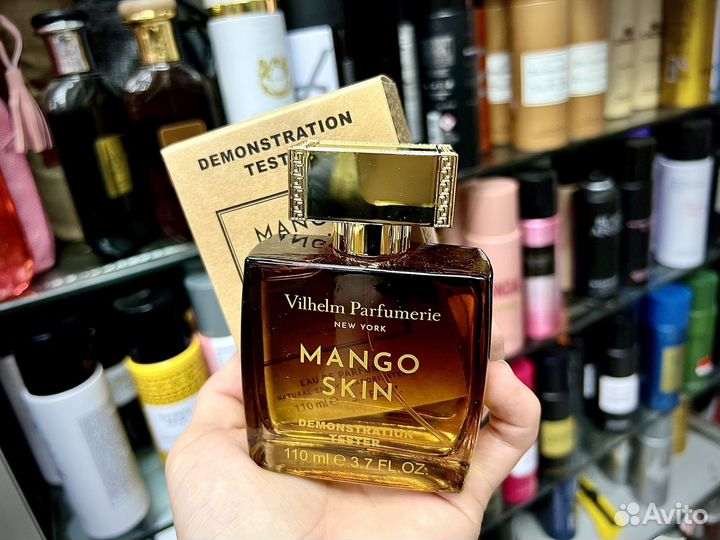 DEMONSTRATION
TESTER
MANGO
Vilhelm Parfumerie
NEW YORK
MANGO
SKIN
EAU DE PARFUM
110 ml
DEMONSTRATION
TESTER
110 ml e 3.7 FL.OZ.
Avito